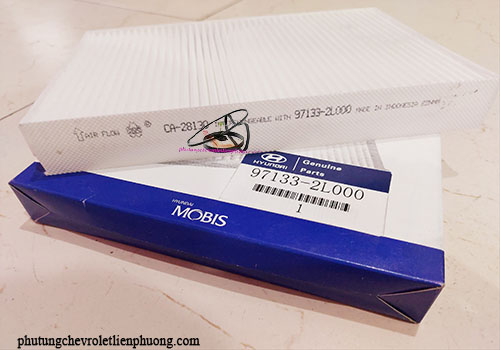 AIR FLOW CA-28130 INTERCHANGEABLE WITH 97133-2L000 MADE IN INDONESIA
HYUNDAI
Genuine
Parts
97133-2L000
1
HYUNDAI
MOBIS
phutungchevroletlienphuong.com